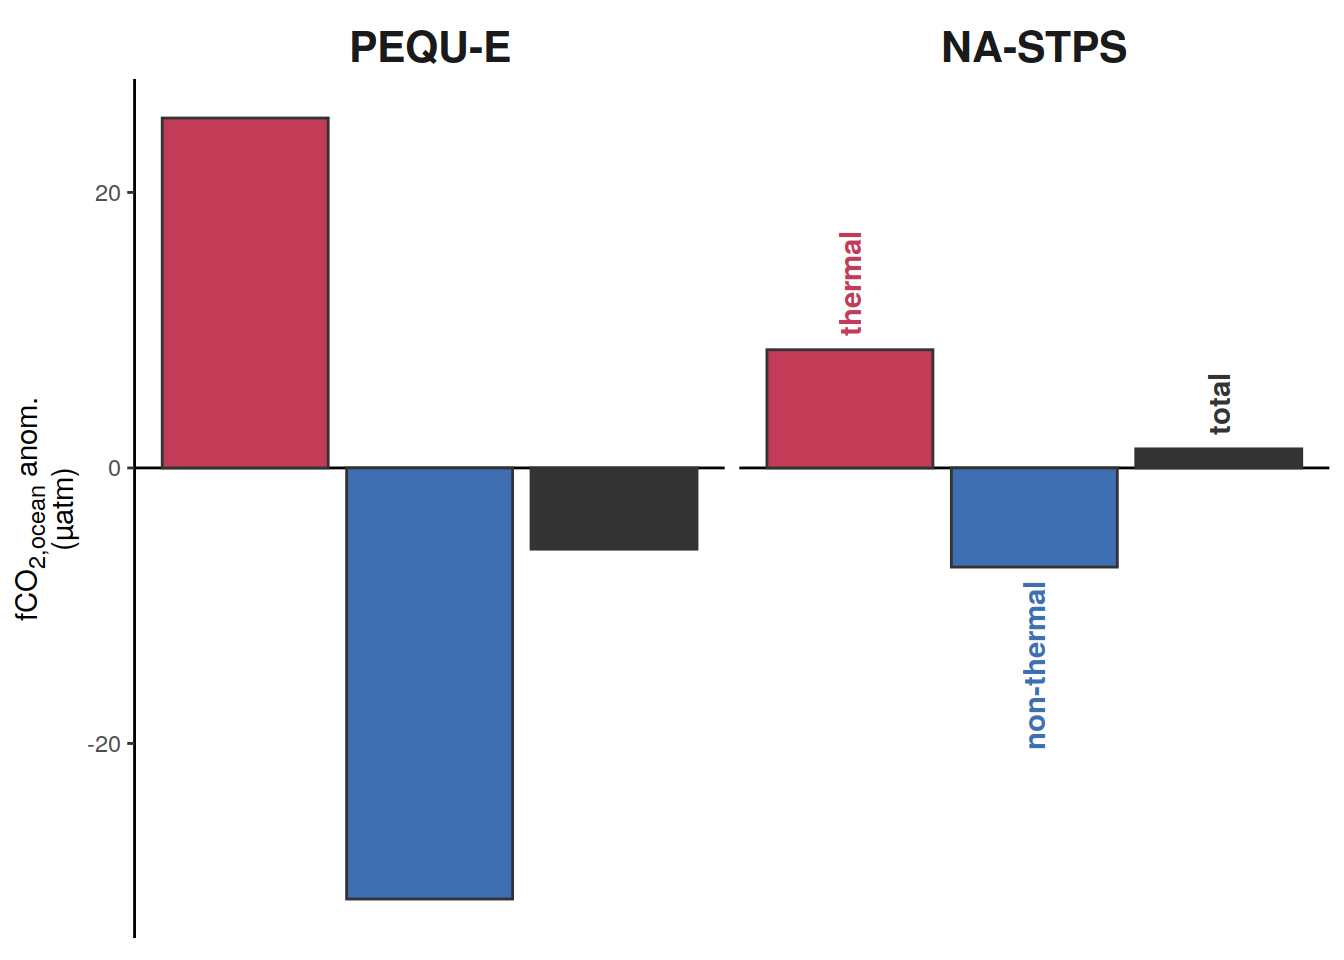 PEQU-E
NA-STPS
20
0
-20
fCO2,ocean anom.
(µatm)
thermal
non-thermal
total